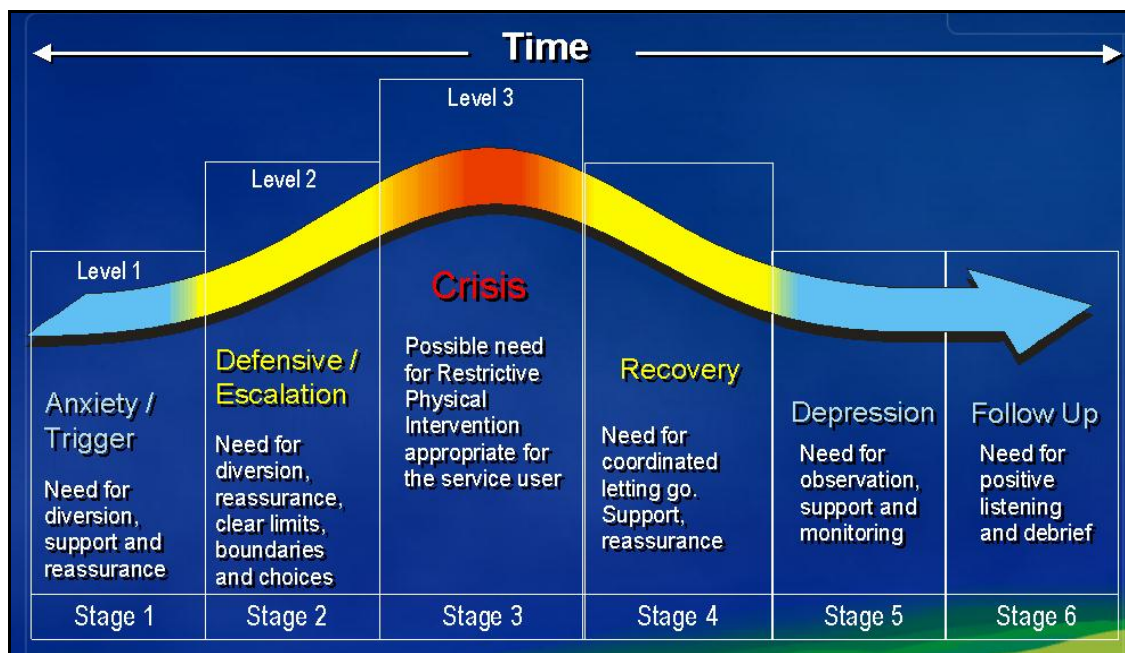 Time
Level 1
Anxiety /
Trigger
Need for
diversion,
support and
reassurance
Stage 1
Level 2
Defensive /
Escalation
Need for
diversion,
reassurance,
clear limits,
boundaries
and choices
Stage 2
Level 3
Crisis
Possible need
for Restrictive
Physical
Intervention
appropriate for
the service user
Stage 3
Recovery
Need for
coordinated
letting go.
Support,
reassurance
Stage 4
Depression
Need for
observation,
support and
monitoring
Stage 5
Follow Up
Need for
positive
listening
and debrief
Stage 6